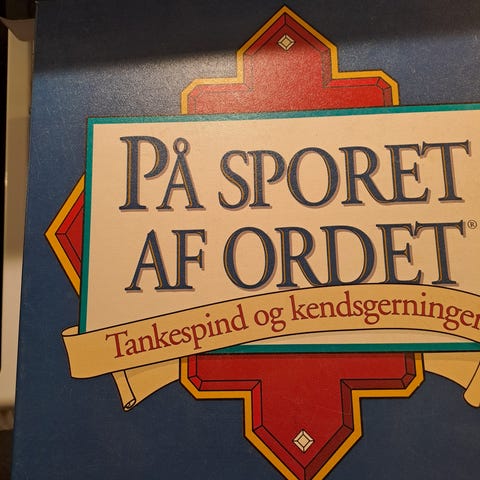 PÅ SPORET
AF ORDET®
Tankespind og kendsgerninger